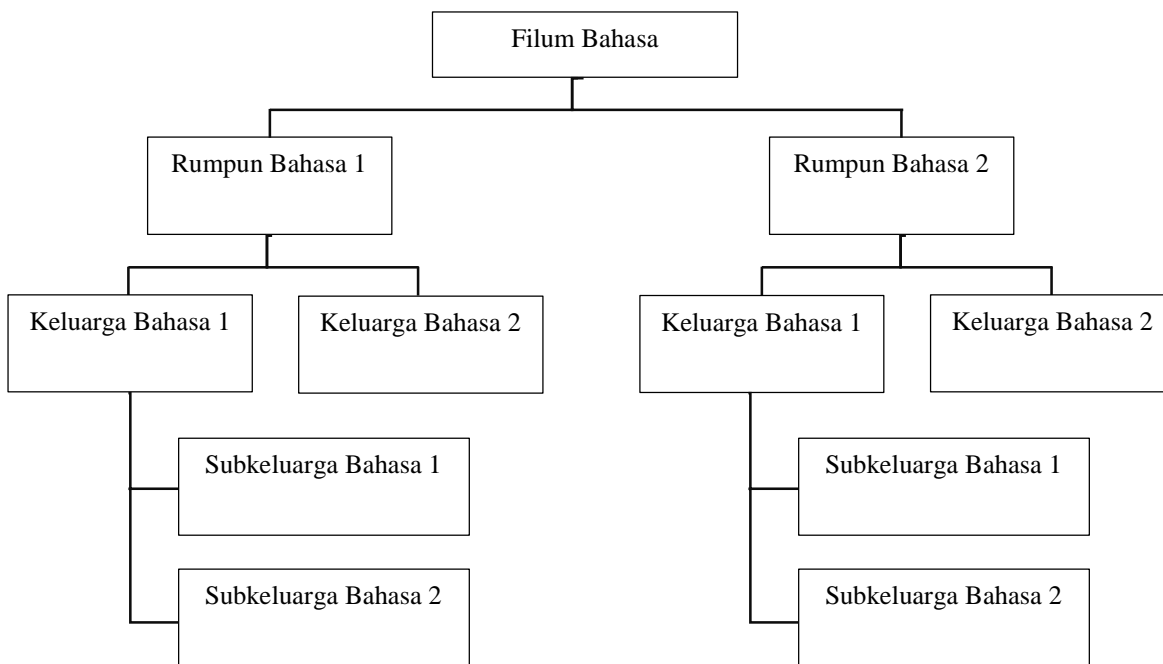 Filum Bahasa
Rumpun Bahasa 1
Rumpun Bahasa 2
Keluarga Bahasa 1
Keluarga Bahasa 2
Keluarga Bahasa 1
Keluarga Bahasa 2
Subkeluarga Bahasa 1
Subkeluarga Bahasa 1
Subkeluarga Bahasa 2
Subkeluarga Bahasa 2